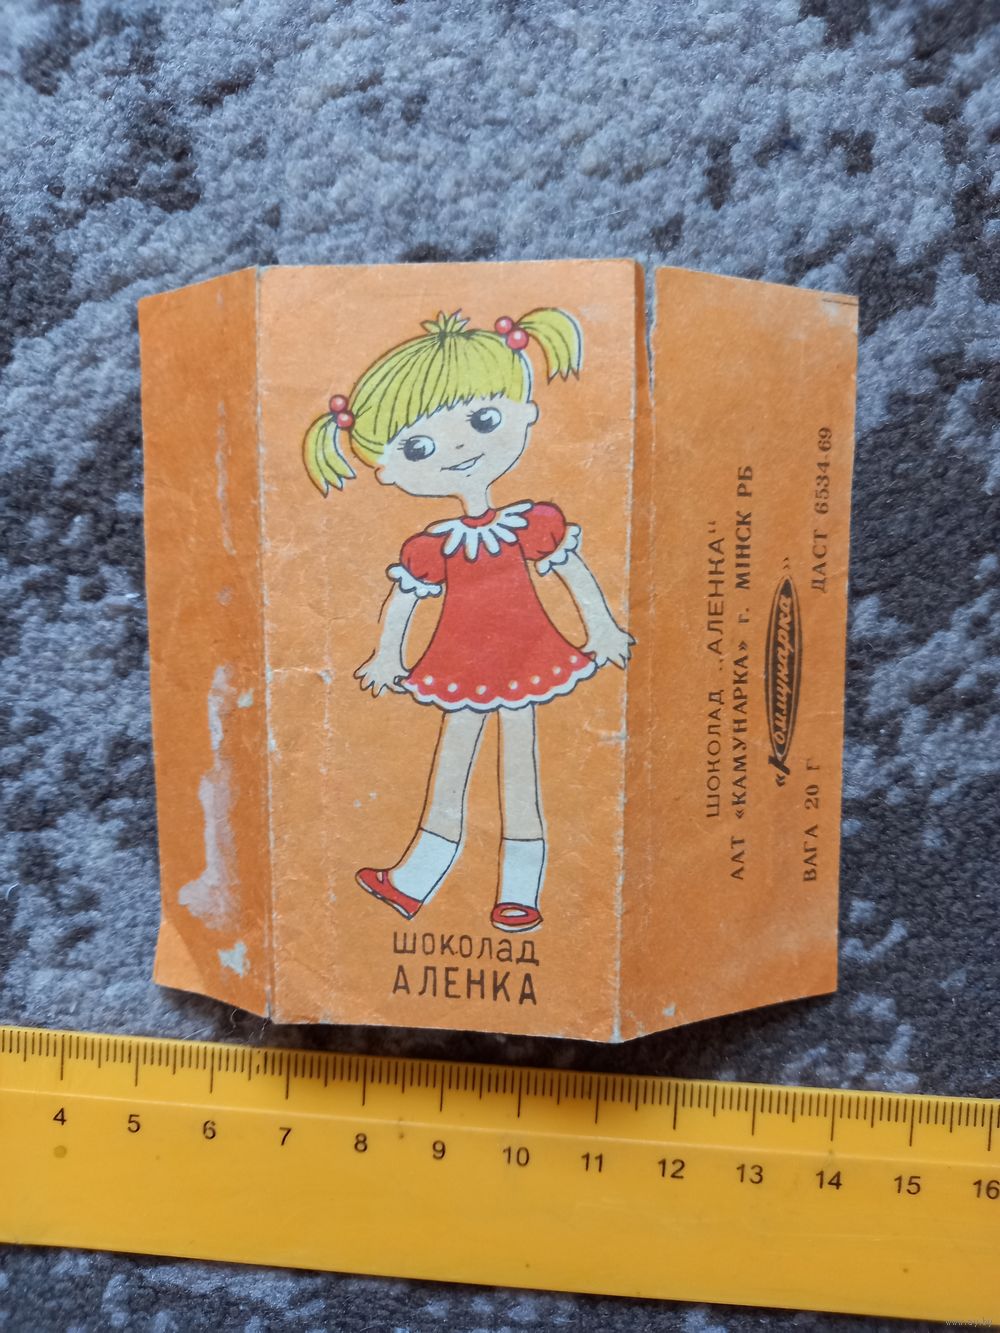 шоколад
АЛЕНКА
ШОКОЛАД „АЛЕНКА“
ААТ «КАМУНАРКА» г. МІНСК РБ
«Коммунарка»
ВАГА 20 Г ДАСТ 6534-69
4 5 6 7 8 9 10 11 12 13 14 15 16